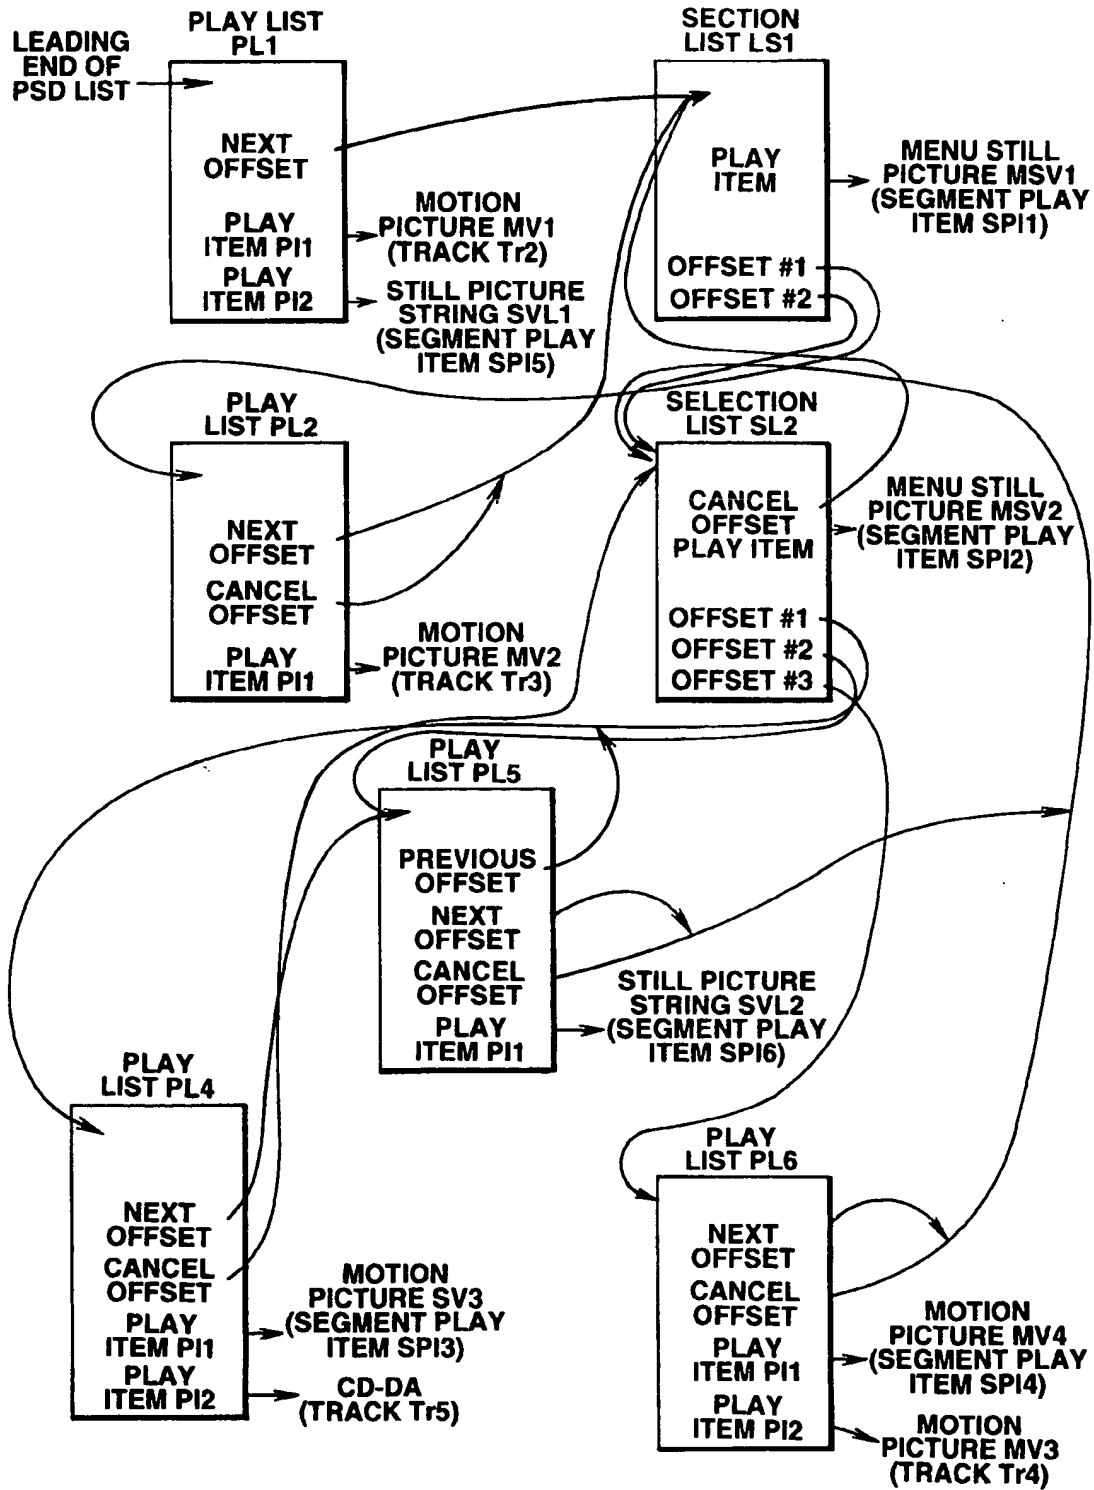 PLAY LIST
PL1
LEADING
END OF
PSD LIST
NEXT
OFFSET
PLAY
ITEM PI1
PLAY
ITEM PI2
MOTION
PICTURE MV1
(TRACK Tr2)
STILL PICTURE
STRING SVL1
(SEGMENT PLAY
ITEM SPI5)
SECTION
LIST LS1
PLAY
ITEM
OFFSET #1
OFFSET #2
MENU STILL
PICTURE MSV1
(SEGMENT PLAY
ITEM SPI1)
PLAY
LIST PL2
NEXT
OFFSET
CANCEL
OFFSET
PLAY
ITEM PI1
MOTION
PICTURE MV2
(TRACK Tr3)
SELECTION
LIST SL2
CANCEL
OFFSET
PLAY ITEM
OFFSET #1
OFFSET #2
OFFSET #3
MENU STILL
PICTURE MSV2
(SEGMENT PLAY
ITEM SPI2)
PLAY
LIST PL5
PREVIOUS
OFFSET
NEXT
OFFSET
CANCEL
OFFSET
PLAY
ITEM PI1
STILL PICTURE
STRING SVL2
(SEGMENT PLAY
ITEM SPI6)
PLAY
LIST PL4
NEXT
OFFSET
CANCEL
OFFSET
PLAY
ITEM PI1
PLAY
ITEM PI2
MOTION
PICTURE SV3
(SEGMENT PLAY
ITEM SPI3)
CD-DA
(TRACK Tr5)
PLAY
LIST PL6
NEXT
OFFSET
CANCEL
OFFSET
PLAY
ITEM PI1
PLAY
ITEM PI2
MOTION
PICTURE MV4
(SEGMENT PLAY
ITEM SPI4)
MOTION
PICTURE MV3
(TRACK Tr4)